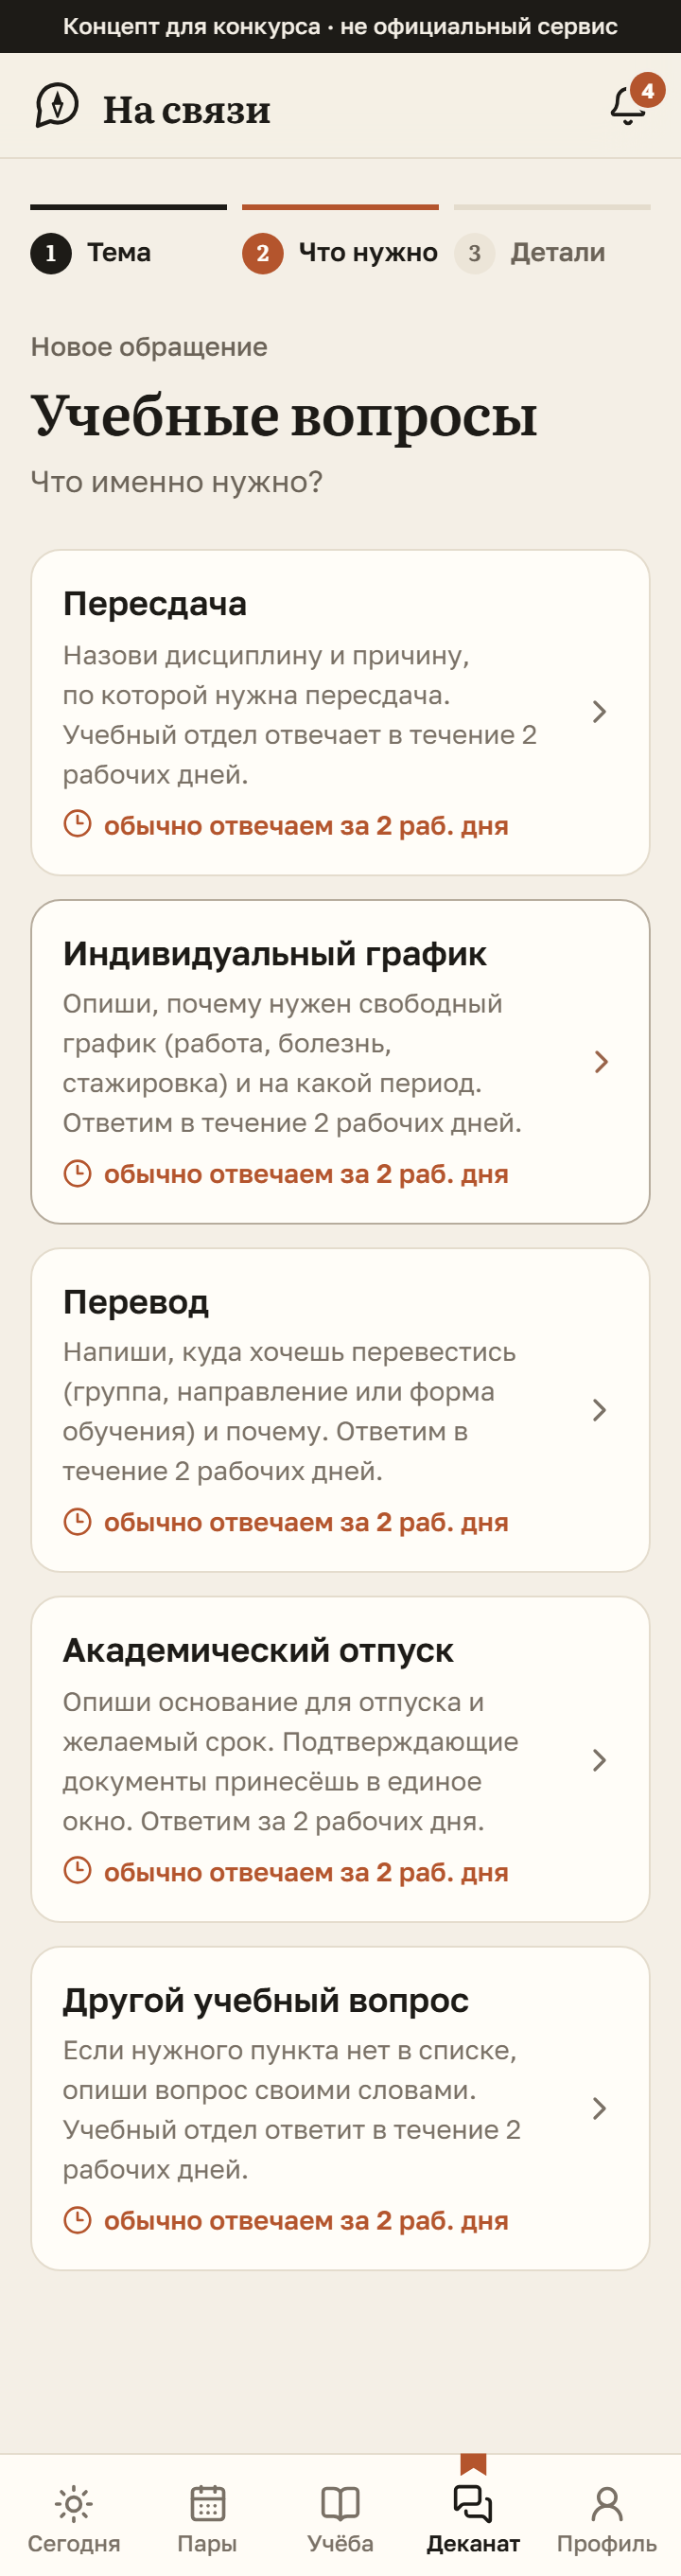 Концепт для конкурса · не официальный сервис
На связи
4
1 Тема 2 Что нужно 3 Детали
Новое обращение
Учебные вопросы
Что именно нужно?
Пересдача
Назови дисциплину и причину,
по которой нужна пересдача.
Учебный отдел отвечает в течение 2
рабочих дней.
обычно отвечаем за 2 раб. дня
Индивидуальный график
Опиши, почему нужен свободный
график (работа, болезнь,
стажировка) и на какой период.
Ответим в течение 2 рабочих дней.
обычно отвечаем за 2 раб. дня
Перевод
Напиши, куда хочешь перевестись
(группа, направление или форма
обучения) и почему. Ответим в
течение 2 рабочих дней.
обычно отвечаем за 2 раб. дня
Академический отпуск
Опиши основание для отпуска и
желаемый срок. Подтверждающие
документы принесёшь в единое
окно. Ответим за 2 рабочих дня.
обычно отвечаем за 2 раб. дня
Другой учебный вопрос
Если нужного пункта нет в списке,
опиши вопрос своими словами.
Учебный отдел ответит в течение 2
рабочих дней.
обычно отвечаем за 2 раб. дня
Сегодня Пары Учёба Деканат Профиль